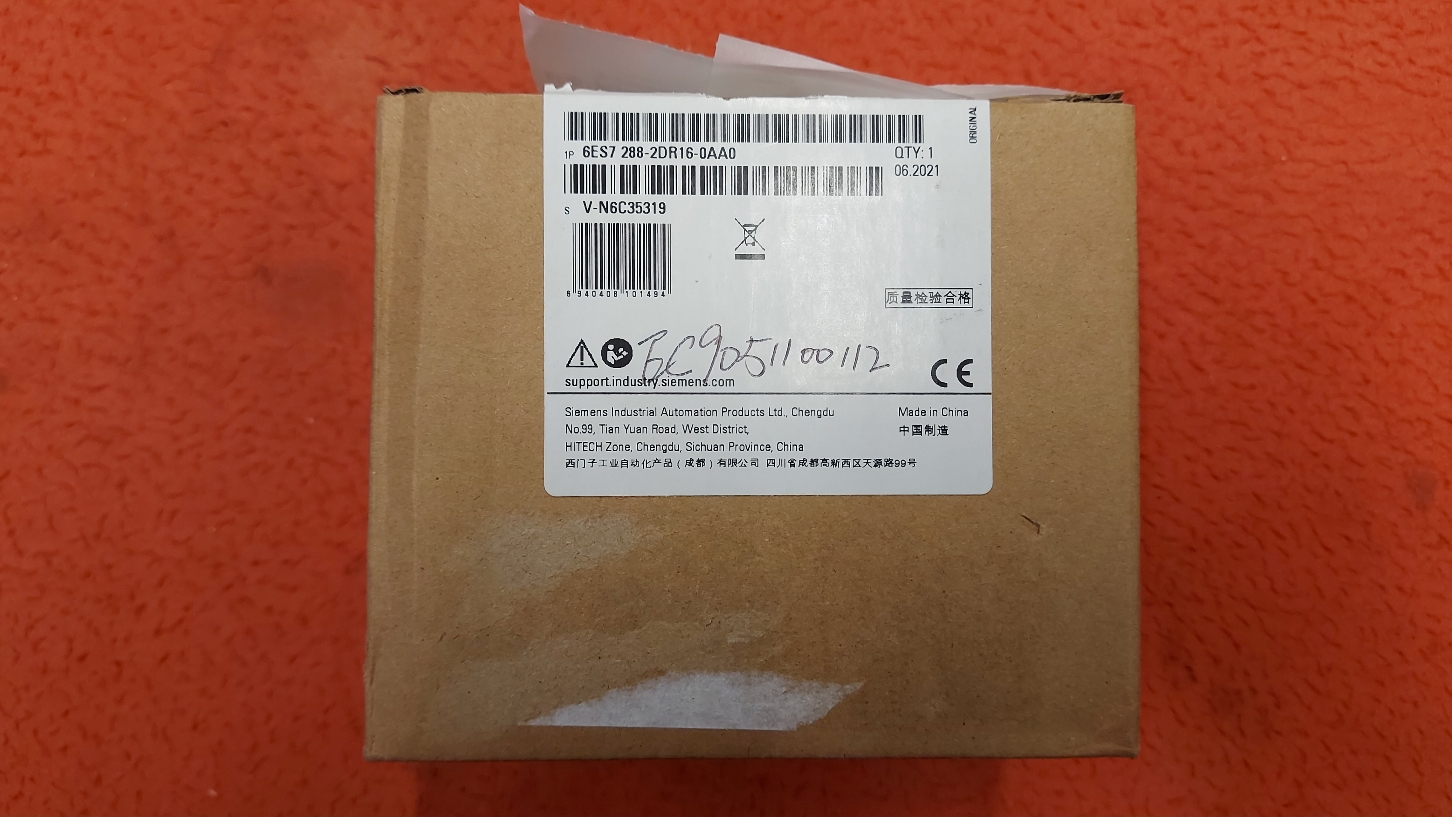 ORIGINAL
1P 6ES7 288-2DR16-0AA0
QTY: 1
06.2021
S V-N6C35319
6 940408 101494
质量检验合格
EC9051100112
support.industry.siemens.com
CE
Siemens Industrial Automation Products Ltd., Chengdu
Made in China
No.99, Tian Yuan Road, West District,
中国制造
HITECH Zone, Chengdu, Sichuan Province, China
西门子工业自动化产品（成都）有限公司 四川省成都高新西区天源路99号